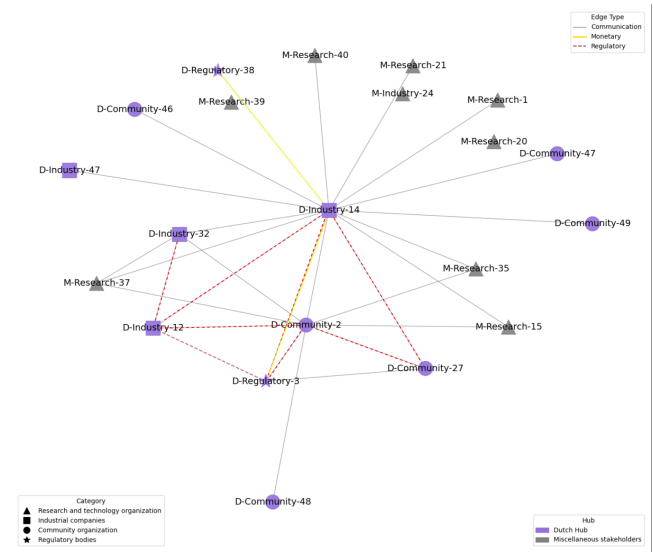 Edge Type
Communication
Monetary
Regulatory
M-Research-40
M-Research-21
D-Regulatory-38
M-Industry-24
M-Research-1
M-Research-39
D-Community-46
M-Research-20
D-Community-47
D-Industry-47
D-Industry-14
D-Community-49
D-Industry-32
M-Research-35
M-Research-37
D-Industry-12
D-Community-2
M-Research-15
D-Community-27
D-Regulatory-3
D-Community-48
Category
Research and technology organization
Industrial companies
Community organization
Regulatory bodies
Hub
Dutch Hub
Miscellaneous stakeholders